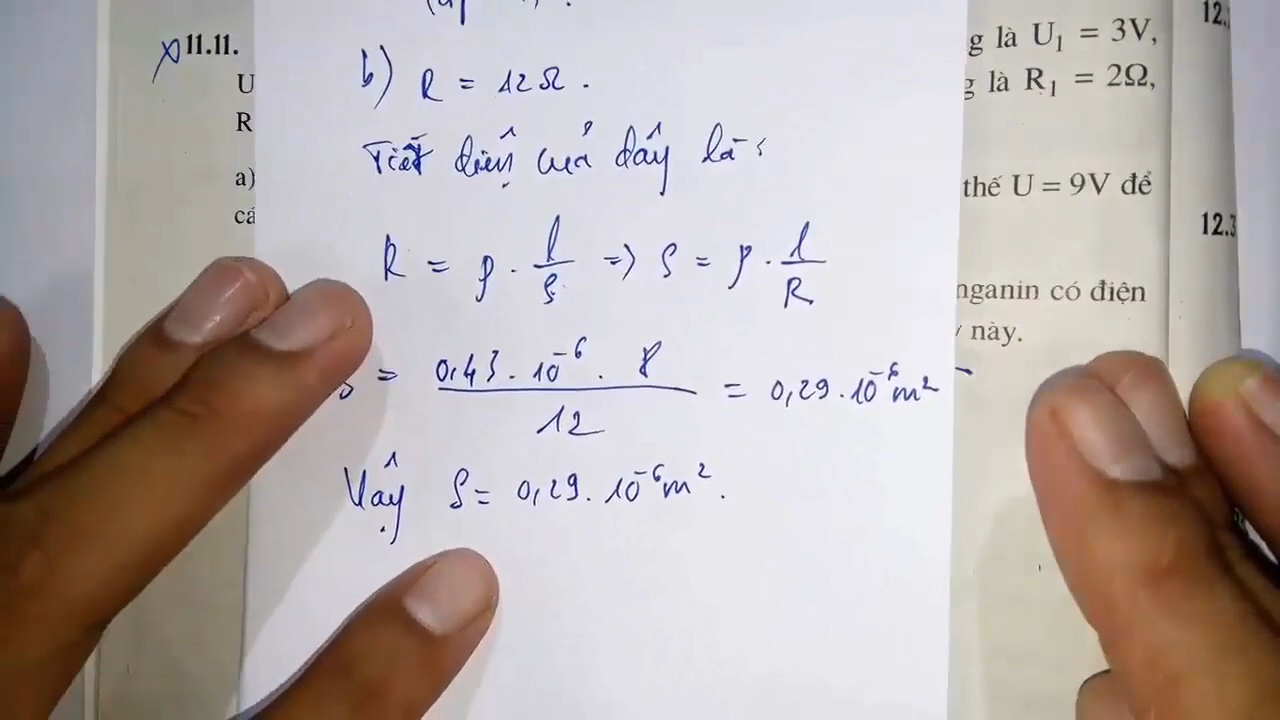 12.
11.11.
g là U₁ = 3V,
U
b) R = 12Ω.
g là R₁ = 2Ω,
R
Tiết diện của dây là:
a)
thế U = 9V để
cá
12.3
R = ρ . l/S => S = ρ . l/R
nganin có điện
này.
S = 0,43 . 10⁻⁶ . 8 / 12 = 0,29 . 10⁻⁶ m²
Vậy S = 0,29 . 10⁻⁶ m².